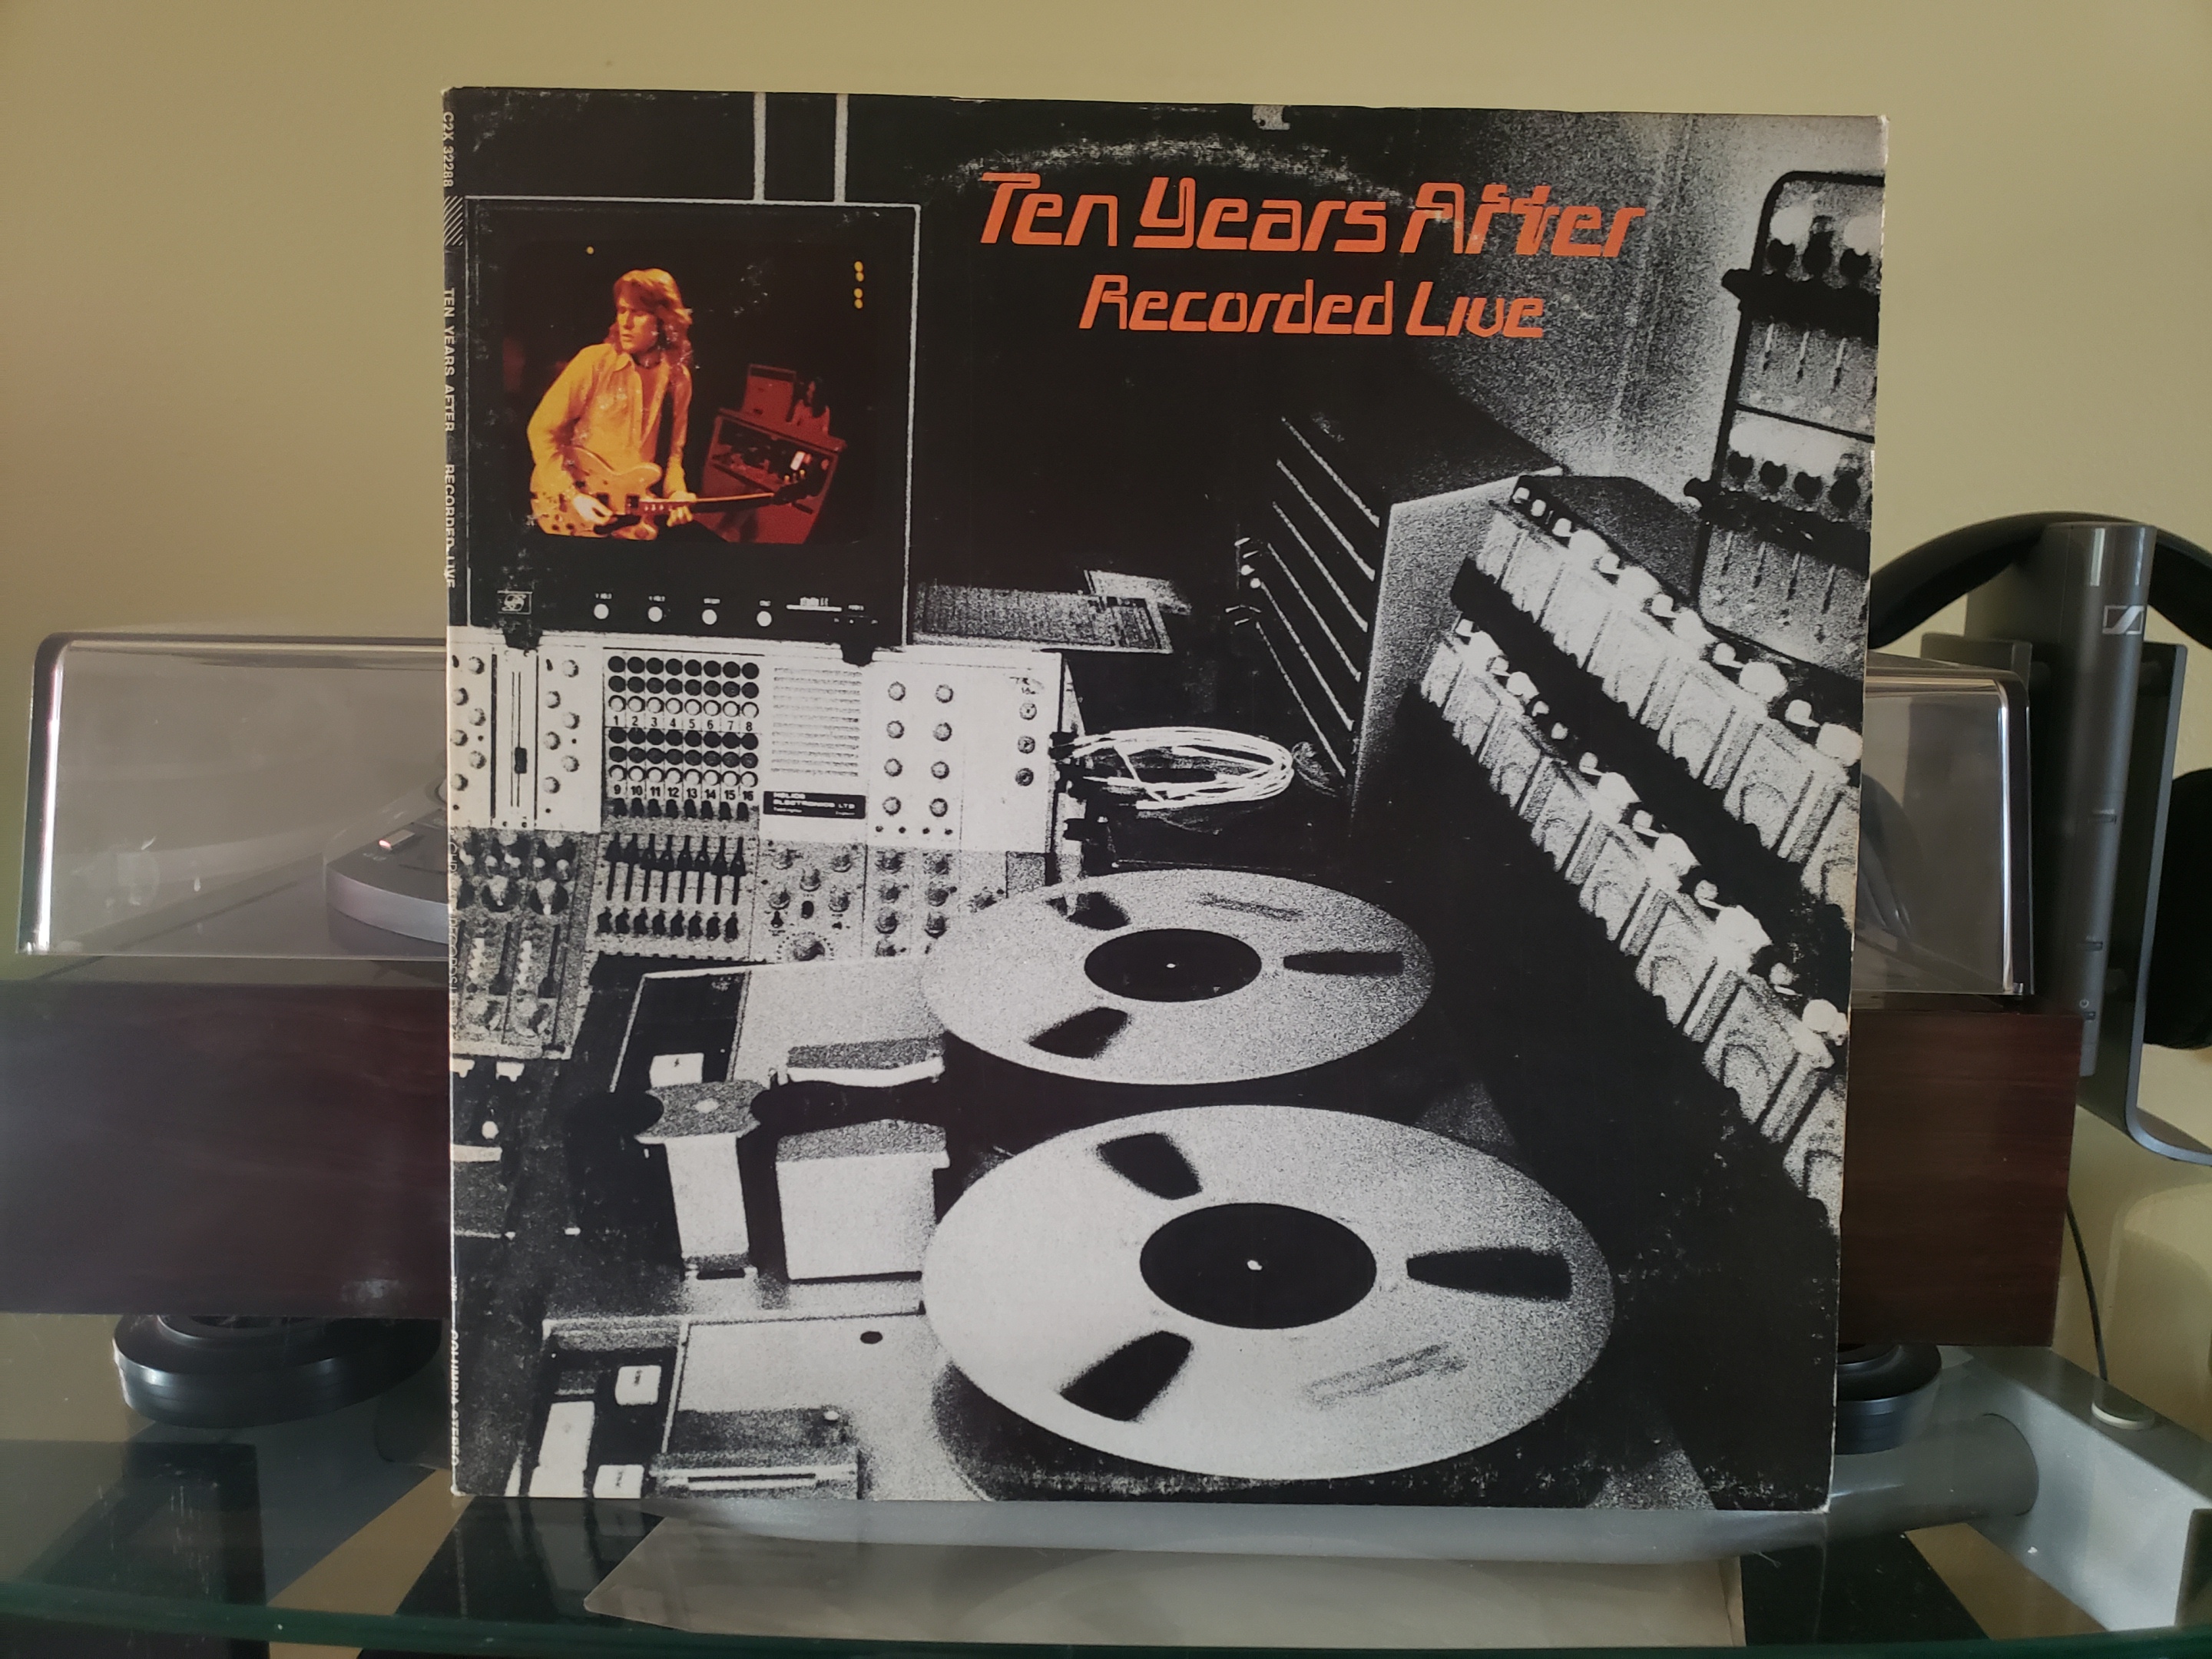 Ten Years After
Recorded Live
C2X 32288
TEN YEARS AFTER RECORDED LIVE
1 2 3 4 5 6 7 8
9 10 11 12 13 14 15 16
HELIOS
ELECTRONICS LTD
COLUMBIA STEREO